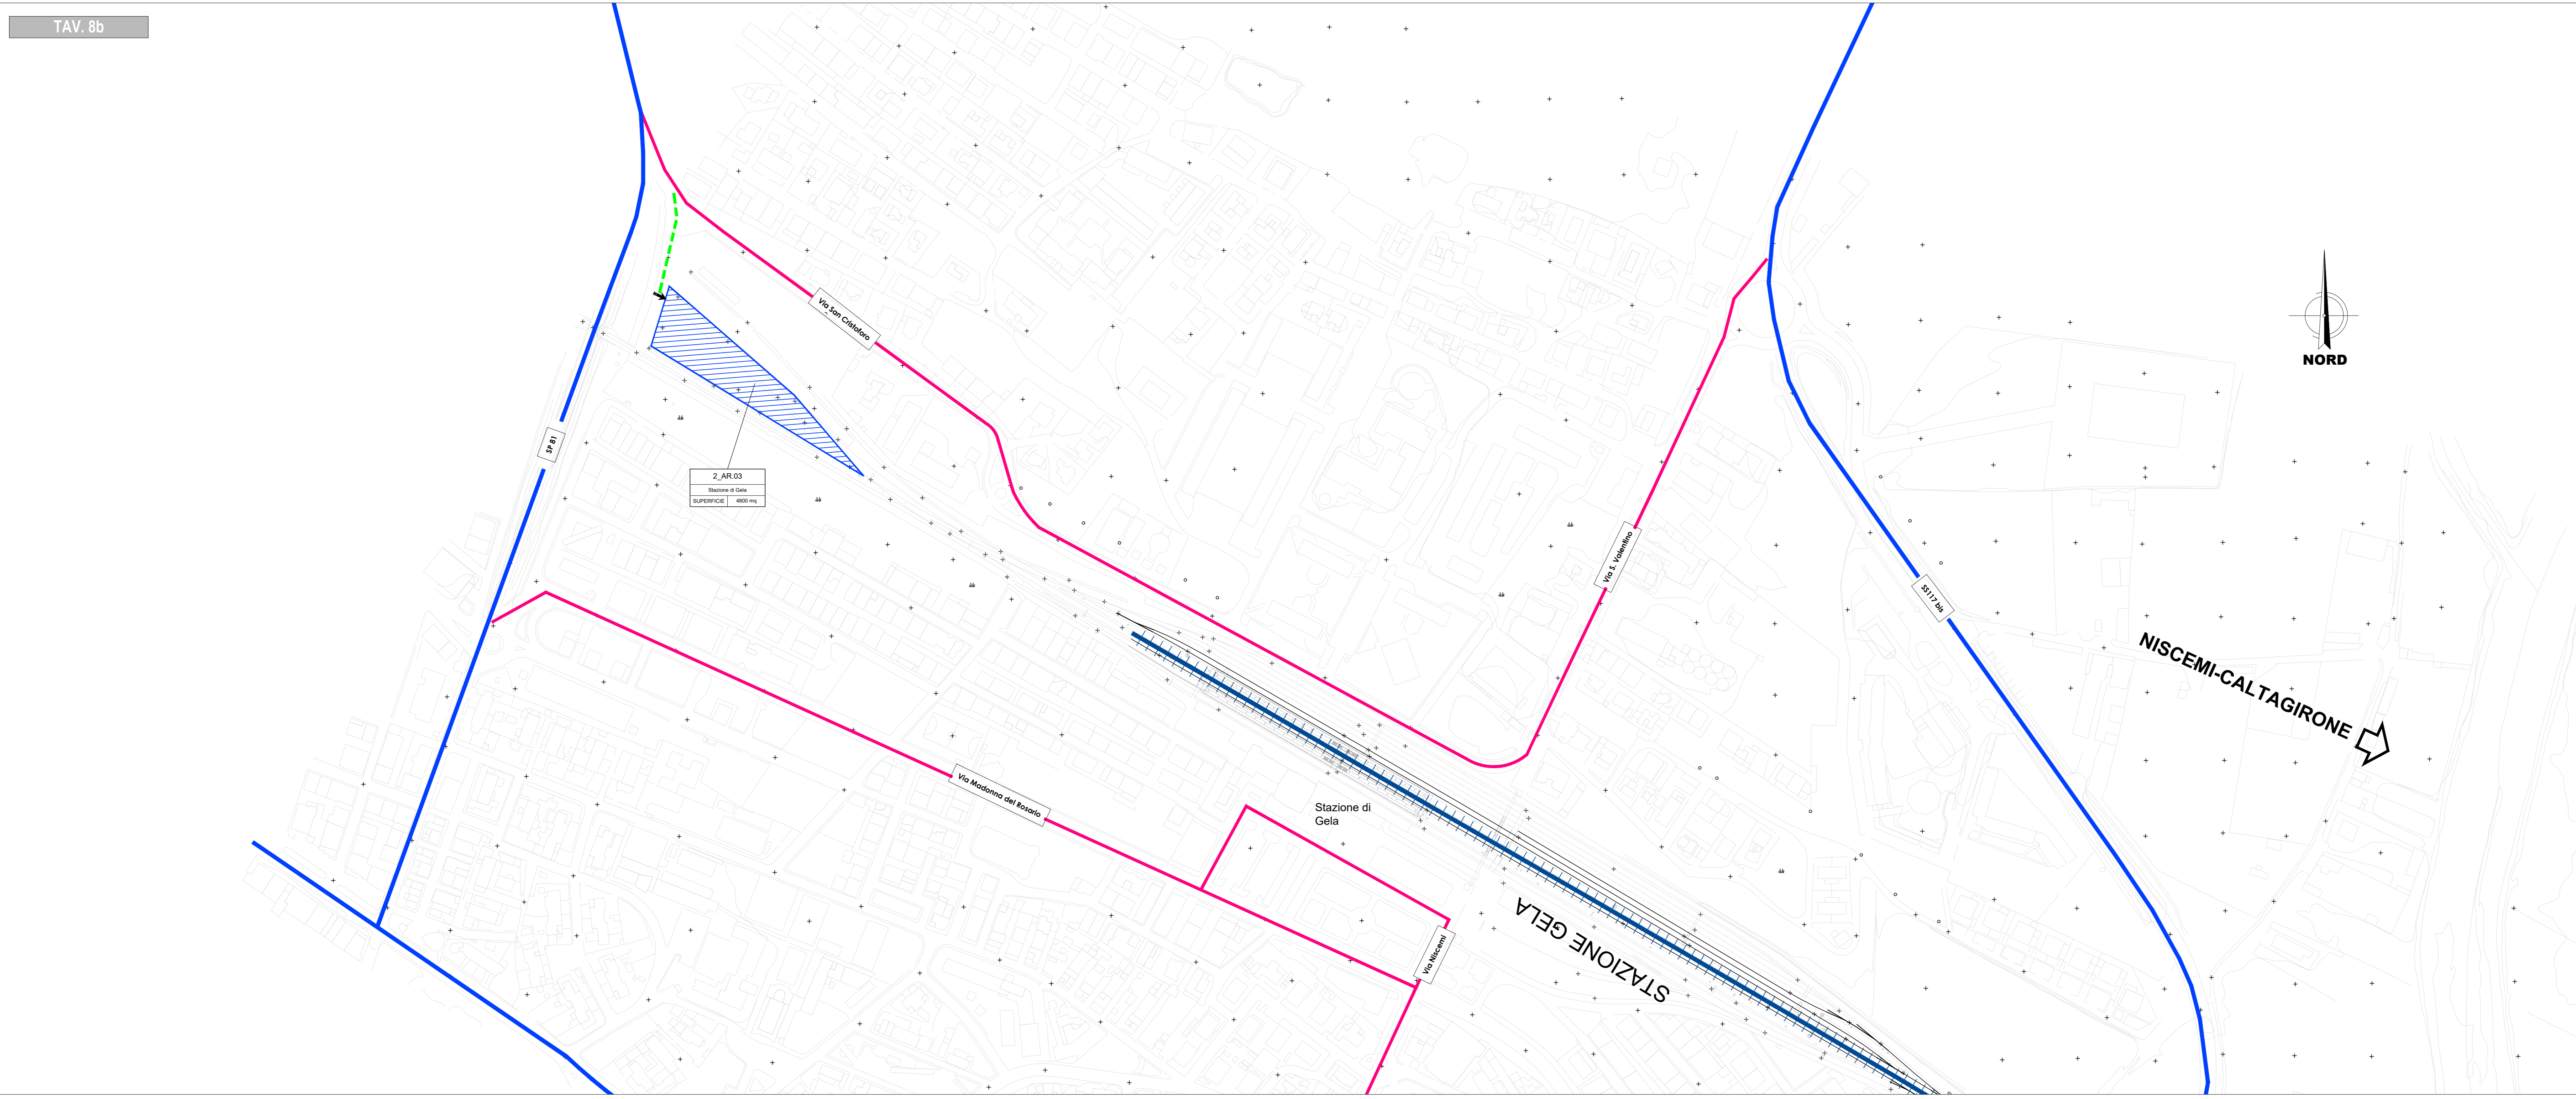 TAV. 8b
Via San Cristoforo
NORD
SP 81
2_AR.03
Stazione di Gela
SUPERFICIE 4800 mq
Via S. Valentino
SS117 bis
NISCEMI-CALTAGIRONE
Via Madonna del Rosario
Stazione di
Gela
Via Niscemi
STAZIONE GELA